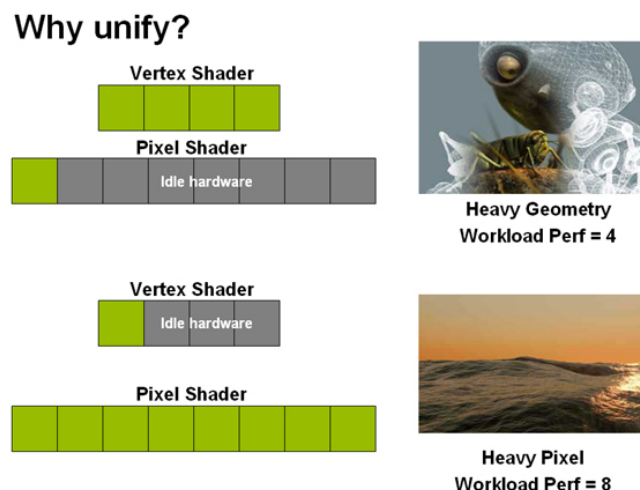 Why unify?
Vertex Shader
Pixel Shader
Idle hardware
Heavy Geometry
Workload Perf = 4
Vertex Shader
Idle hardware
Pixel Shader
Heavy Pixel
Workload Perf = 8